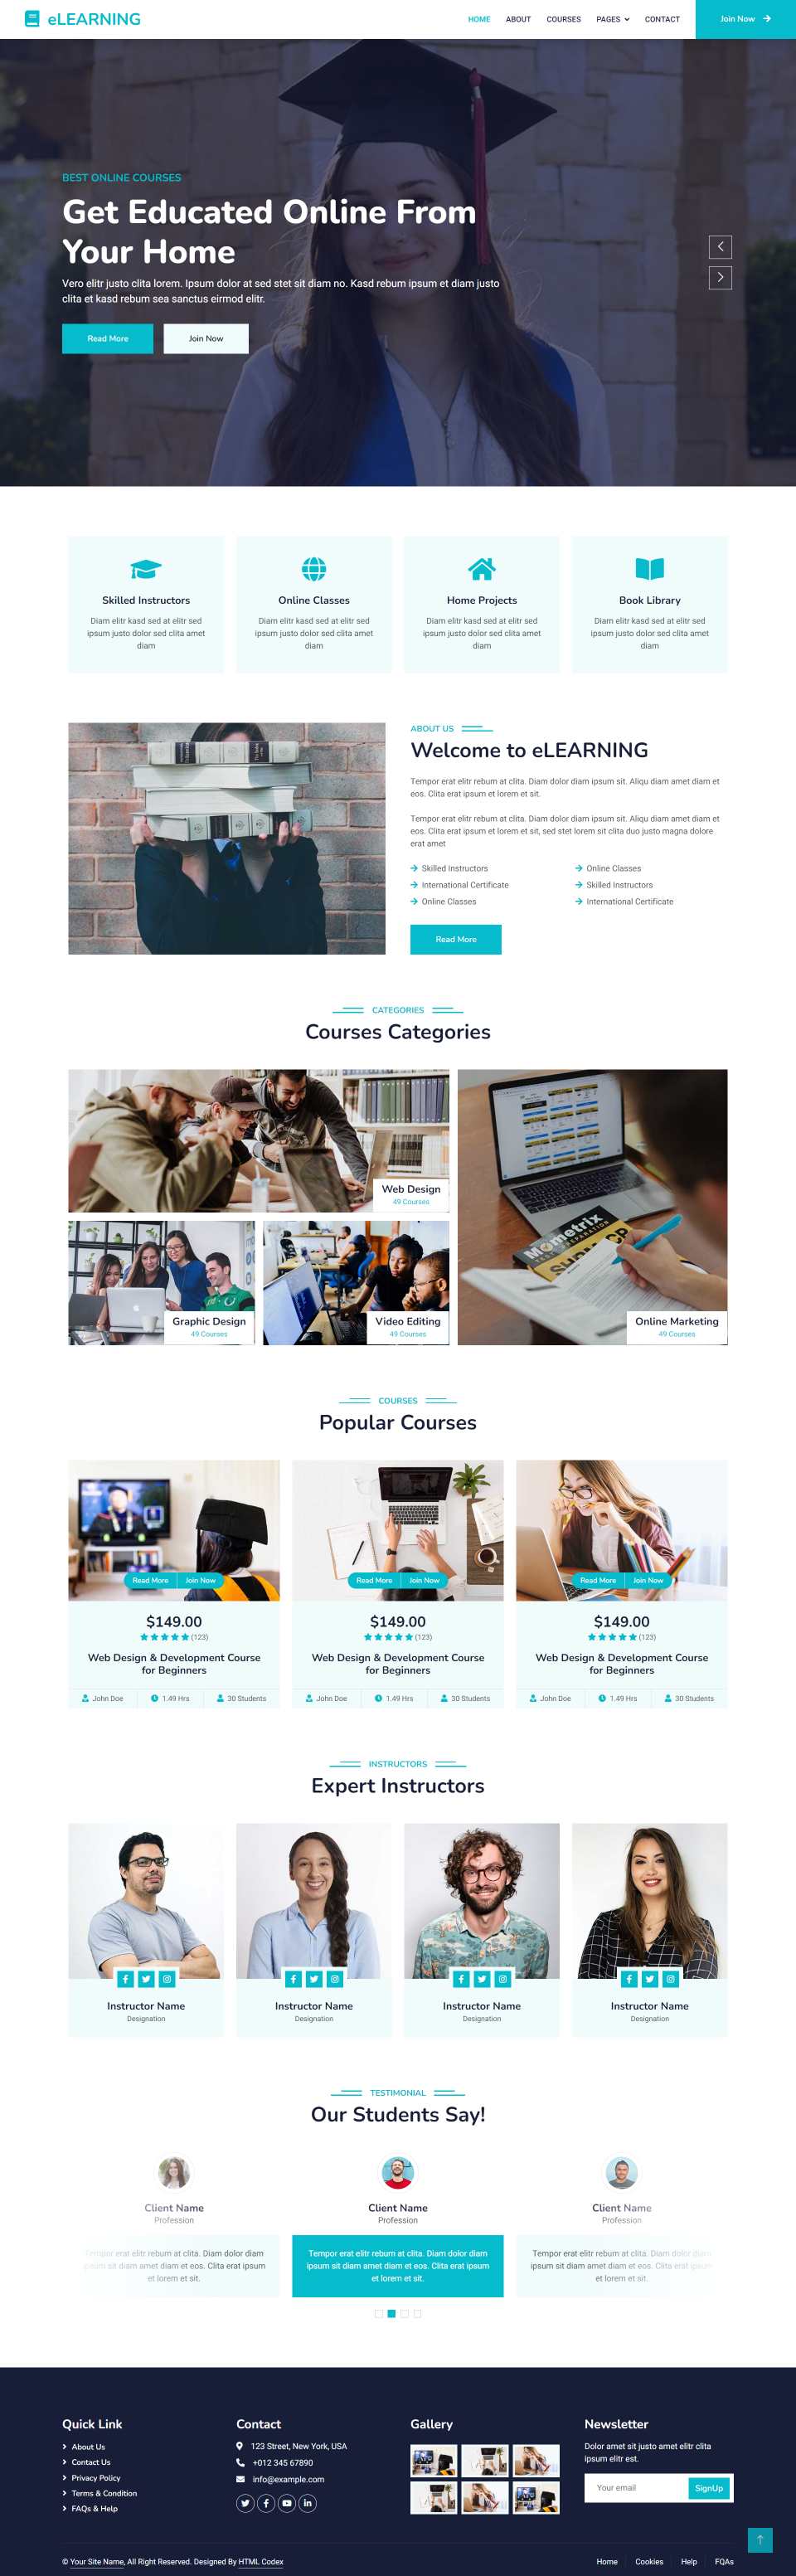 eLEARNING
HOME ABOUT COURSES PAGES CONTACT Join Now
BEST ONLINE COURSES
Get Educated Online From
Your Home
Vero elitr justo clita lorem. Ipsum dolor at sed stet sit diam no. Kasd rebum ipsum et diam justo
clita et kasd rebum sea sanctus eirmod elitr.
Read More Join Now
Skilled Instructors
Diam elitr kasd sed at elitr sed
ipsum justo dolor sed clita amet
diam
Online Classes
Diam elitr kasd sed at elitr sed
ipsum justo dolor sed clita amet
diam
Home Projects
Diam elitr kasd sed at elitr sed
ipsum justo dolor sed clita amet
diam
Book Library
Diam elitr kasd sed at elitr sed
ipsum justo dolor sed clita amet
diam
ABOUT US
Welcome to eLEARNING
Tempor erat elitr rebum at clita. Diam dolor diam ipsum sit. Aliqu diam amet diam et
eos. Clita erat ipsum et lorem et sit.
Tempor erat elitr rebum at clita. Diam dolor diam ipsum sit. Aliqu diam amet diam et
eos. Clita erat ipsum et lorem et sit, sed stet lorem sit clita duo justo magna dolore
erat amet
Skilled Instructors Online Classes
International Certificate Skilled Instructors
Online Classes International Certificate
Read More
CATEGORIES
Courses Categories
Web Design
49 Courses
Graphic Design
49 Courses
Video Editing
49 Courses
Mometrix
Online Marketing
49 Courses
COURSES
Popular Courses
Read More Join Now
$149.00
(123)
Web Design & Development Course
for Beginners
John Doe 1.49 Hrs 30 Students
Read More Join Now
$149.00
(123)
Web Design & Development Course
for Beginners
John Doe 1.49 Hrs 30 Students
Read More Join Now
$149.00
(123)
Web Design & Development Course
for Beginners
John Doe 1.49 Hrs 30 Students
INSTRUCTORS
Expert Instructors
Instructor Name
Designation
Instructor Name
Designation
Instructor Name
Designation
Instructor Name
Designation
TESTIMONIAL
Our Students Say!
Client Name
Profession
Tempor erat elitr rebum at clita. Diam dolor diam
ipsum sit diam amet diam et eos. Clita erat ipsum
et lorem et sit.
Client Name
Profession
Tempor erat elitr rebum at clita. Diam dolor diam
ipsum sit diam amet diam et eos. Clita erat ipsum
et lorem et sit.
Client Name
Profession
Tempor erat elitr rebum at clita. Diam dolor diam
ipsum sit diam amet diam et eos. Clita erat ipsum
et lorem et sit.
Quick Link
About Us
Contact Us
Privacy Policy
Terms & Condition
FAQs & Help
Contact
123 Street, New York, USA
+012 345 67890
info@example.com
Gallery
Newsletter
Dolor amet sit justo amet elitr clita
ipsum elitr est.
Your email SignUp
© Your Site Name, All Right Reserved. Designed By HTML Codex
Home Cookies Help FQAs